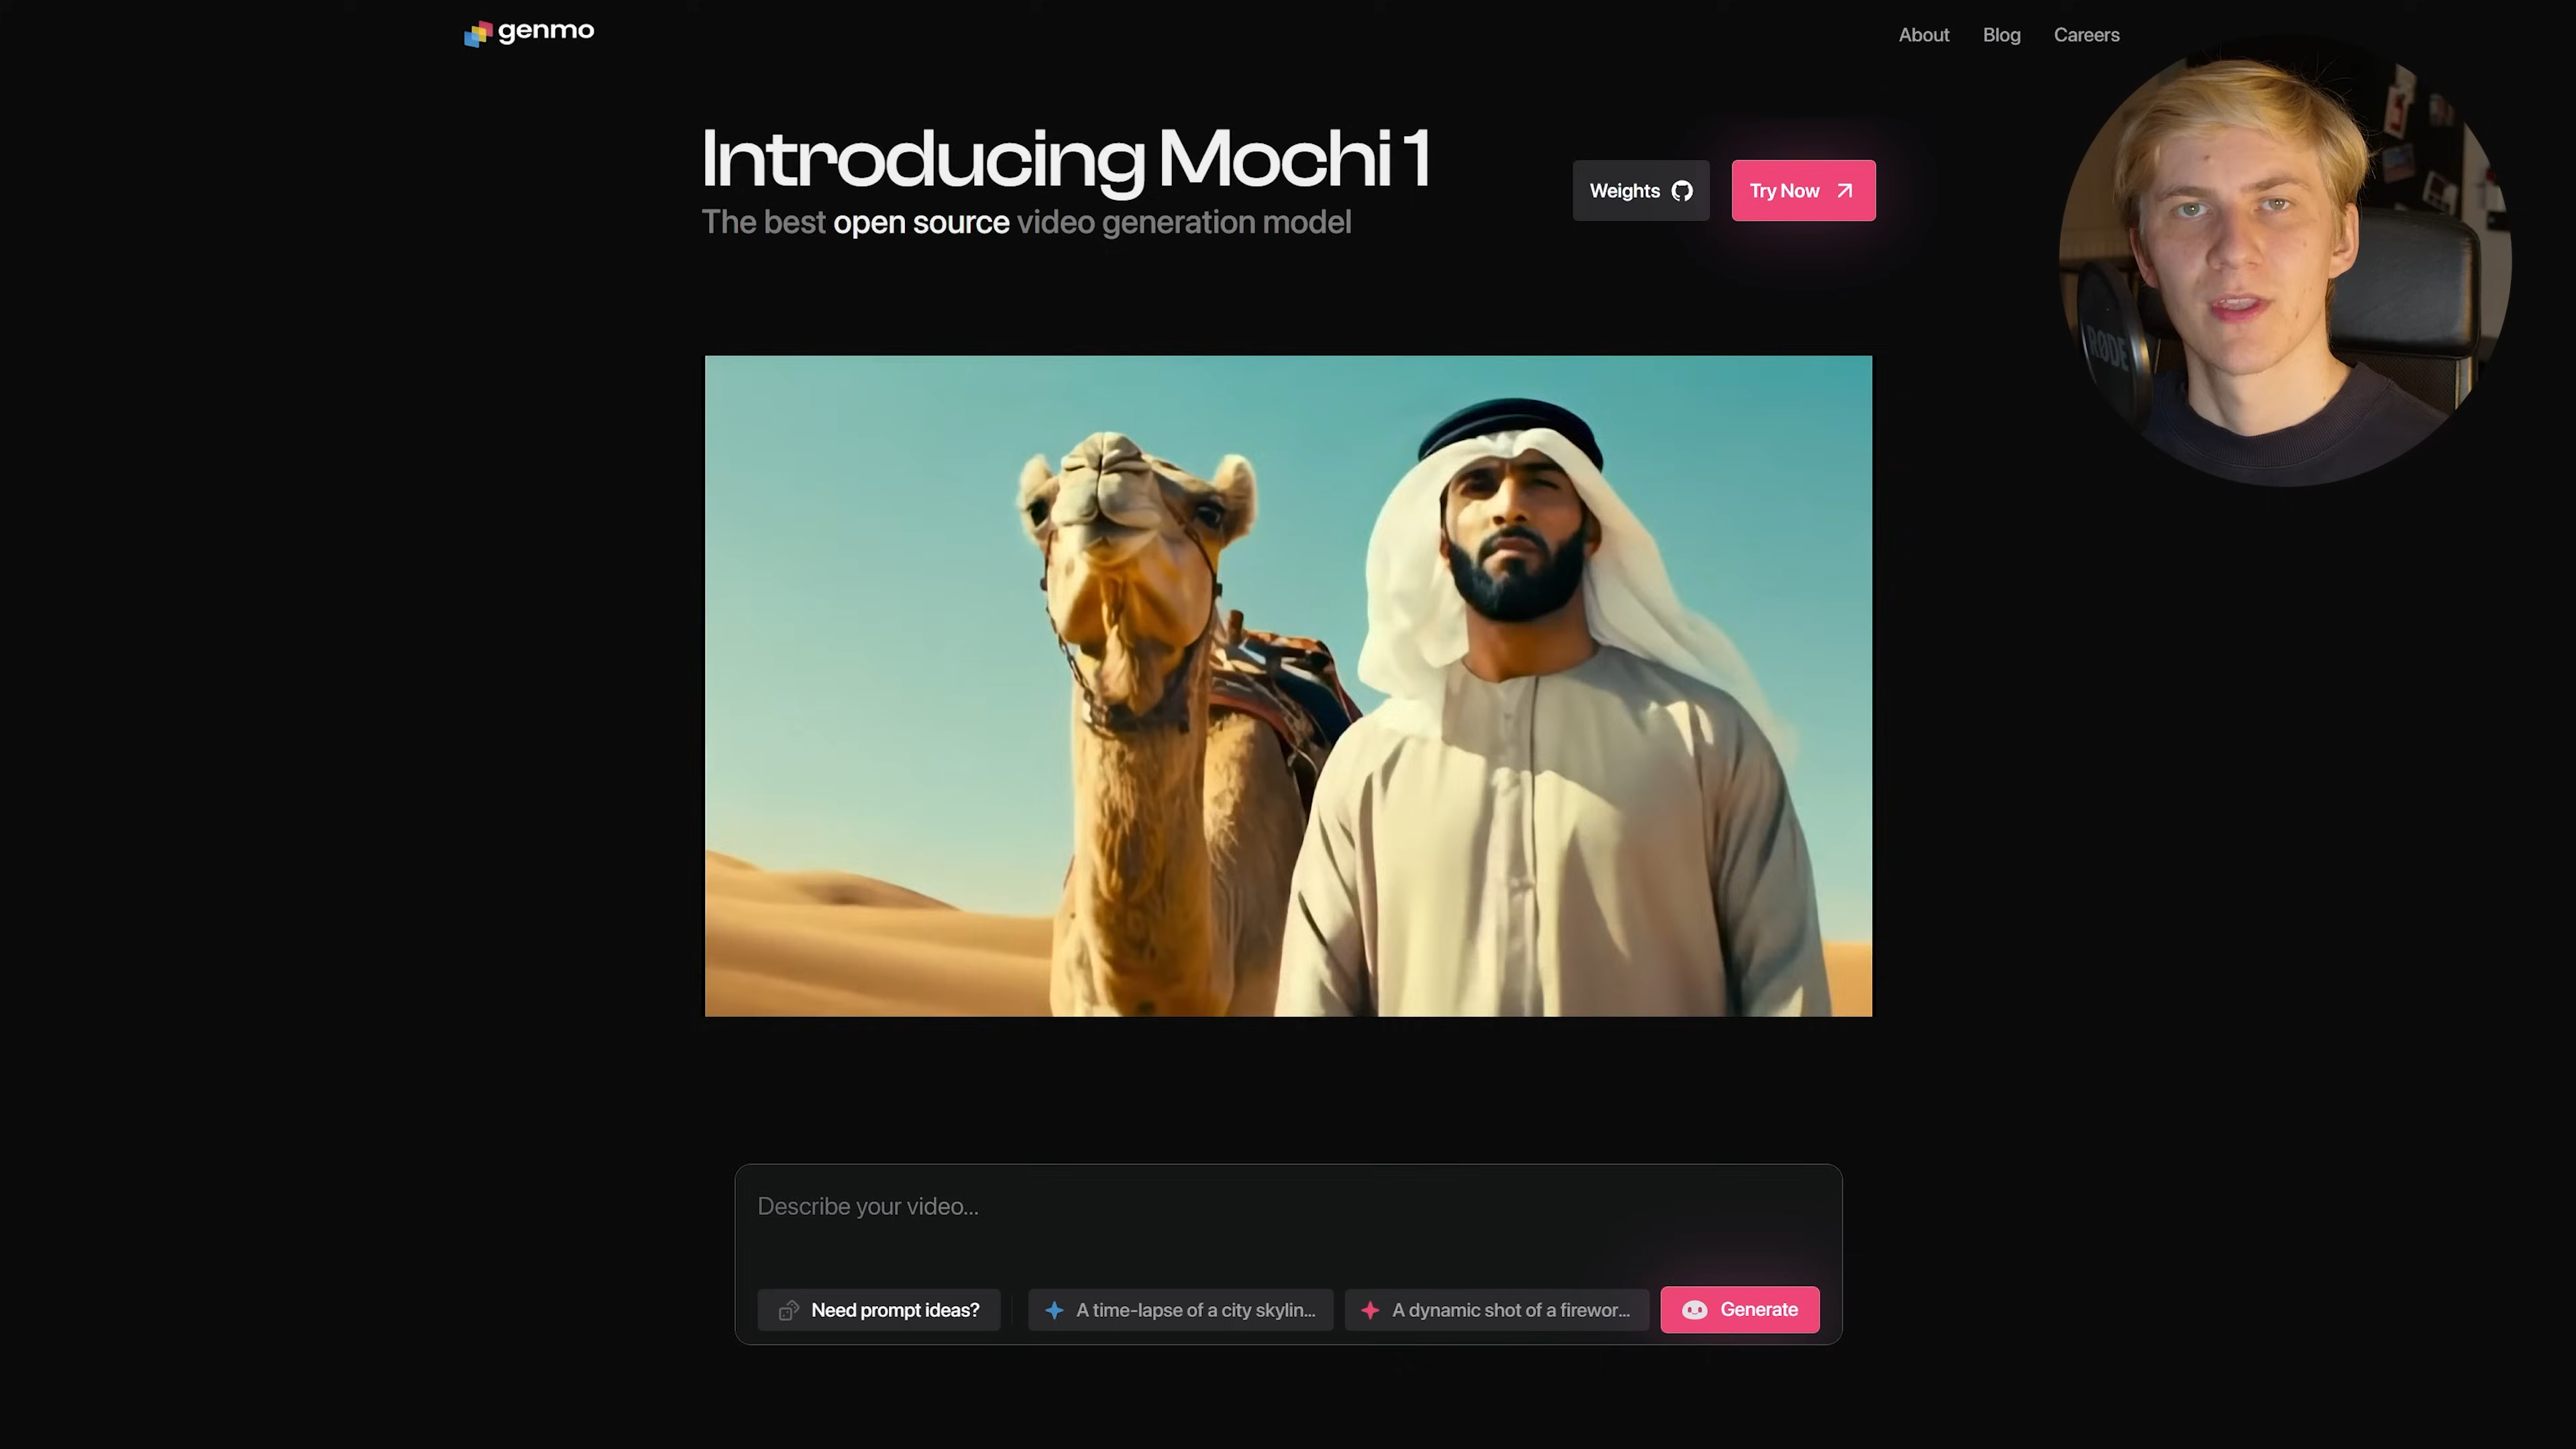 genmo
About Blog Careers
Introducing Mochi 1
The best open source video generation model
Weights
Try Now
RØDE
Describe your video...
Need prompt ideas?
A time-lapse of a city skylin...
A dynamic shot of a firewor...
Generate